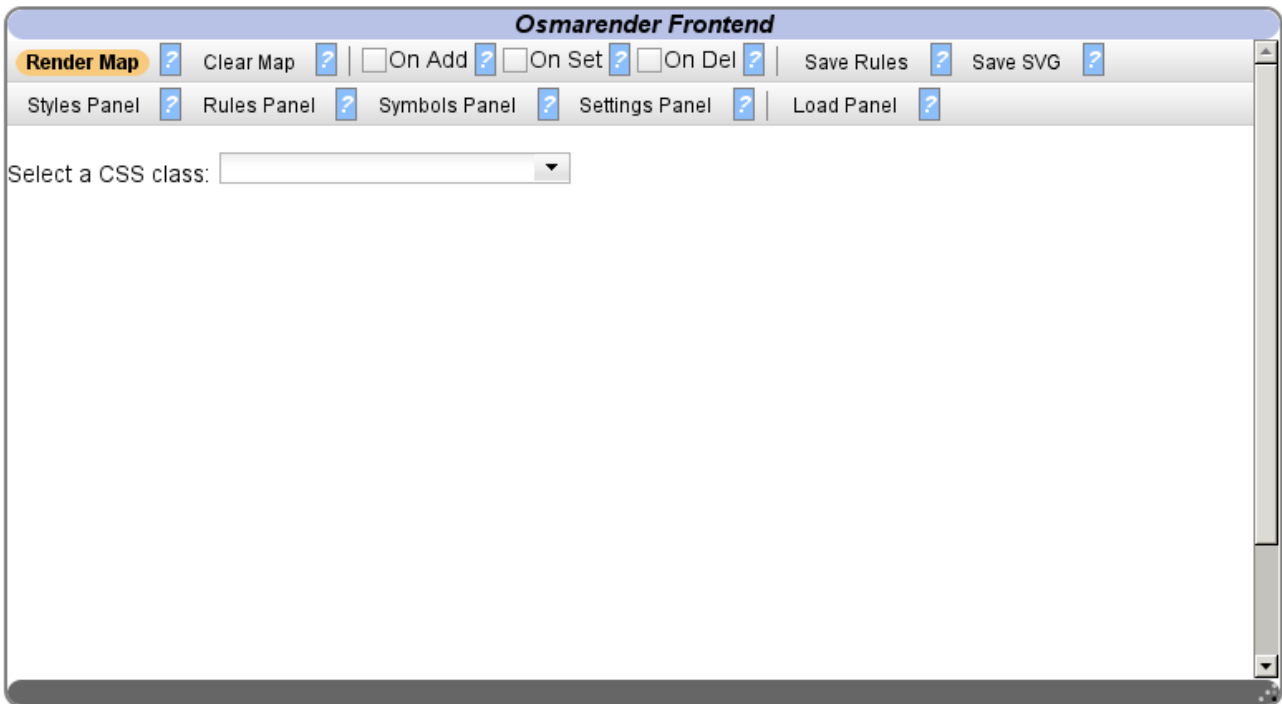 Osmarender Frontend
Render Map ? Clear Map ? On Add ? On Set ? On Del ? Save Rules ? Save SVG ?
Styles Panel ? Rules Panel ? Symbols Panel ? Settings Panel ? Load Panel ?
Select a CSS class: